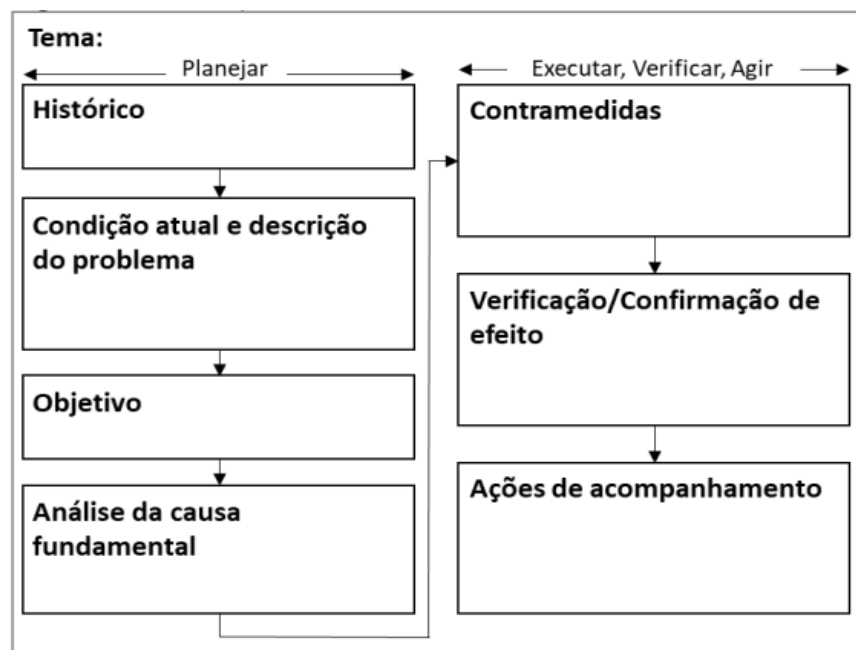 Tema:
Planejar
Histórico
Condição atual e descrição
do problema
Objetivo
Análise da causa
fundamental
Executar, Verificar, Agir
Contramedidas
Verificação/Confirmação de
efeito
Ações de acompanhamento